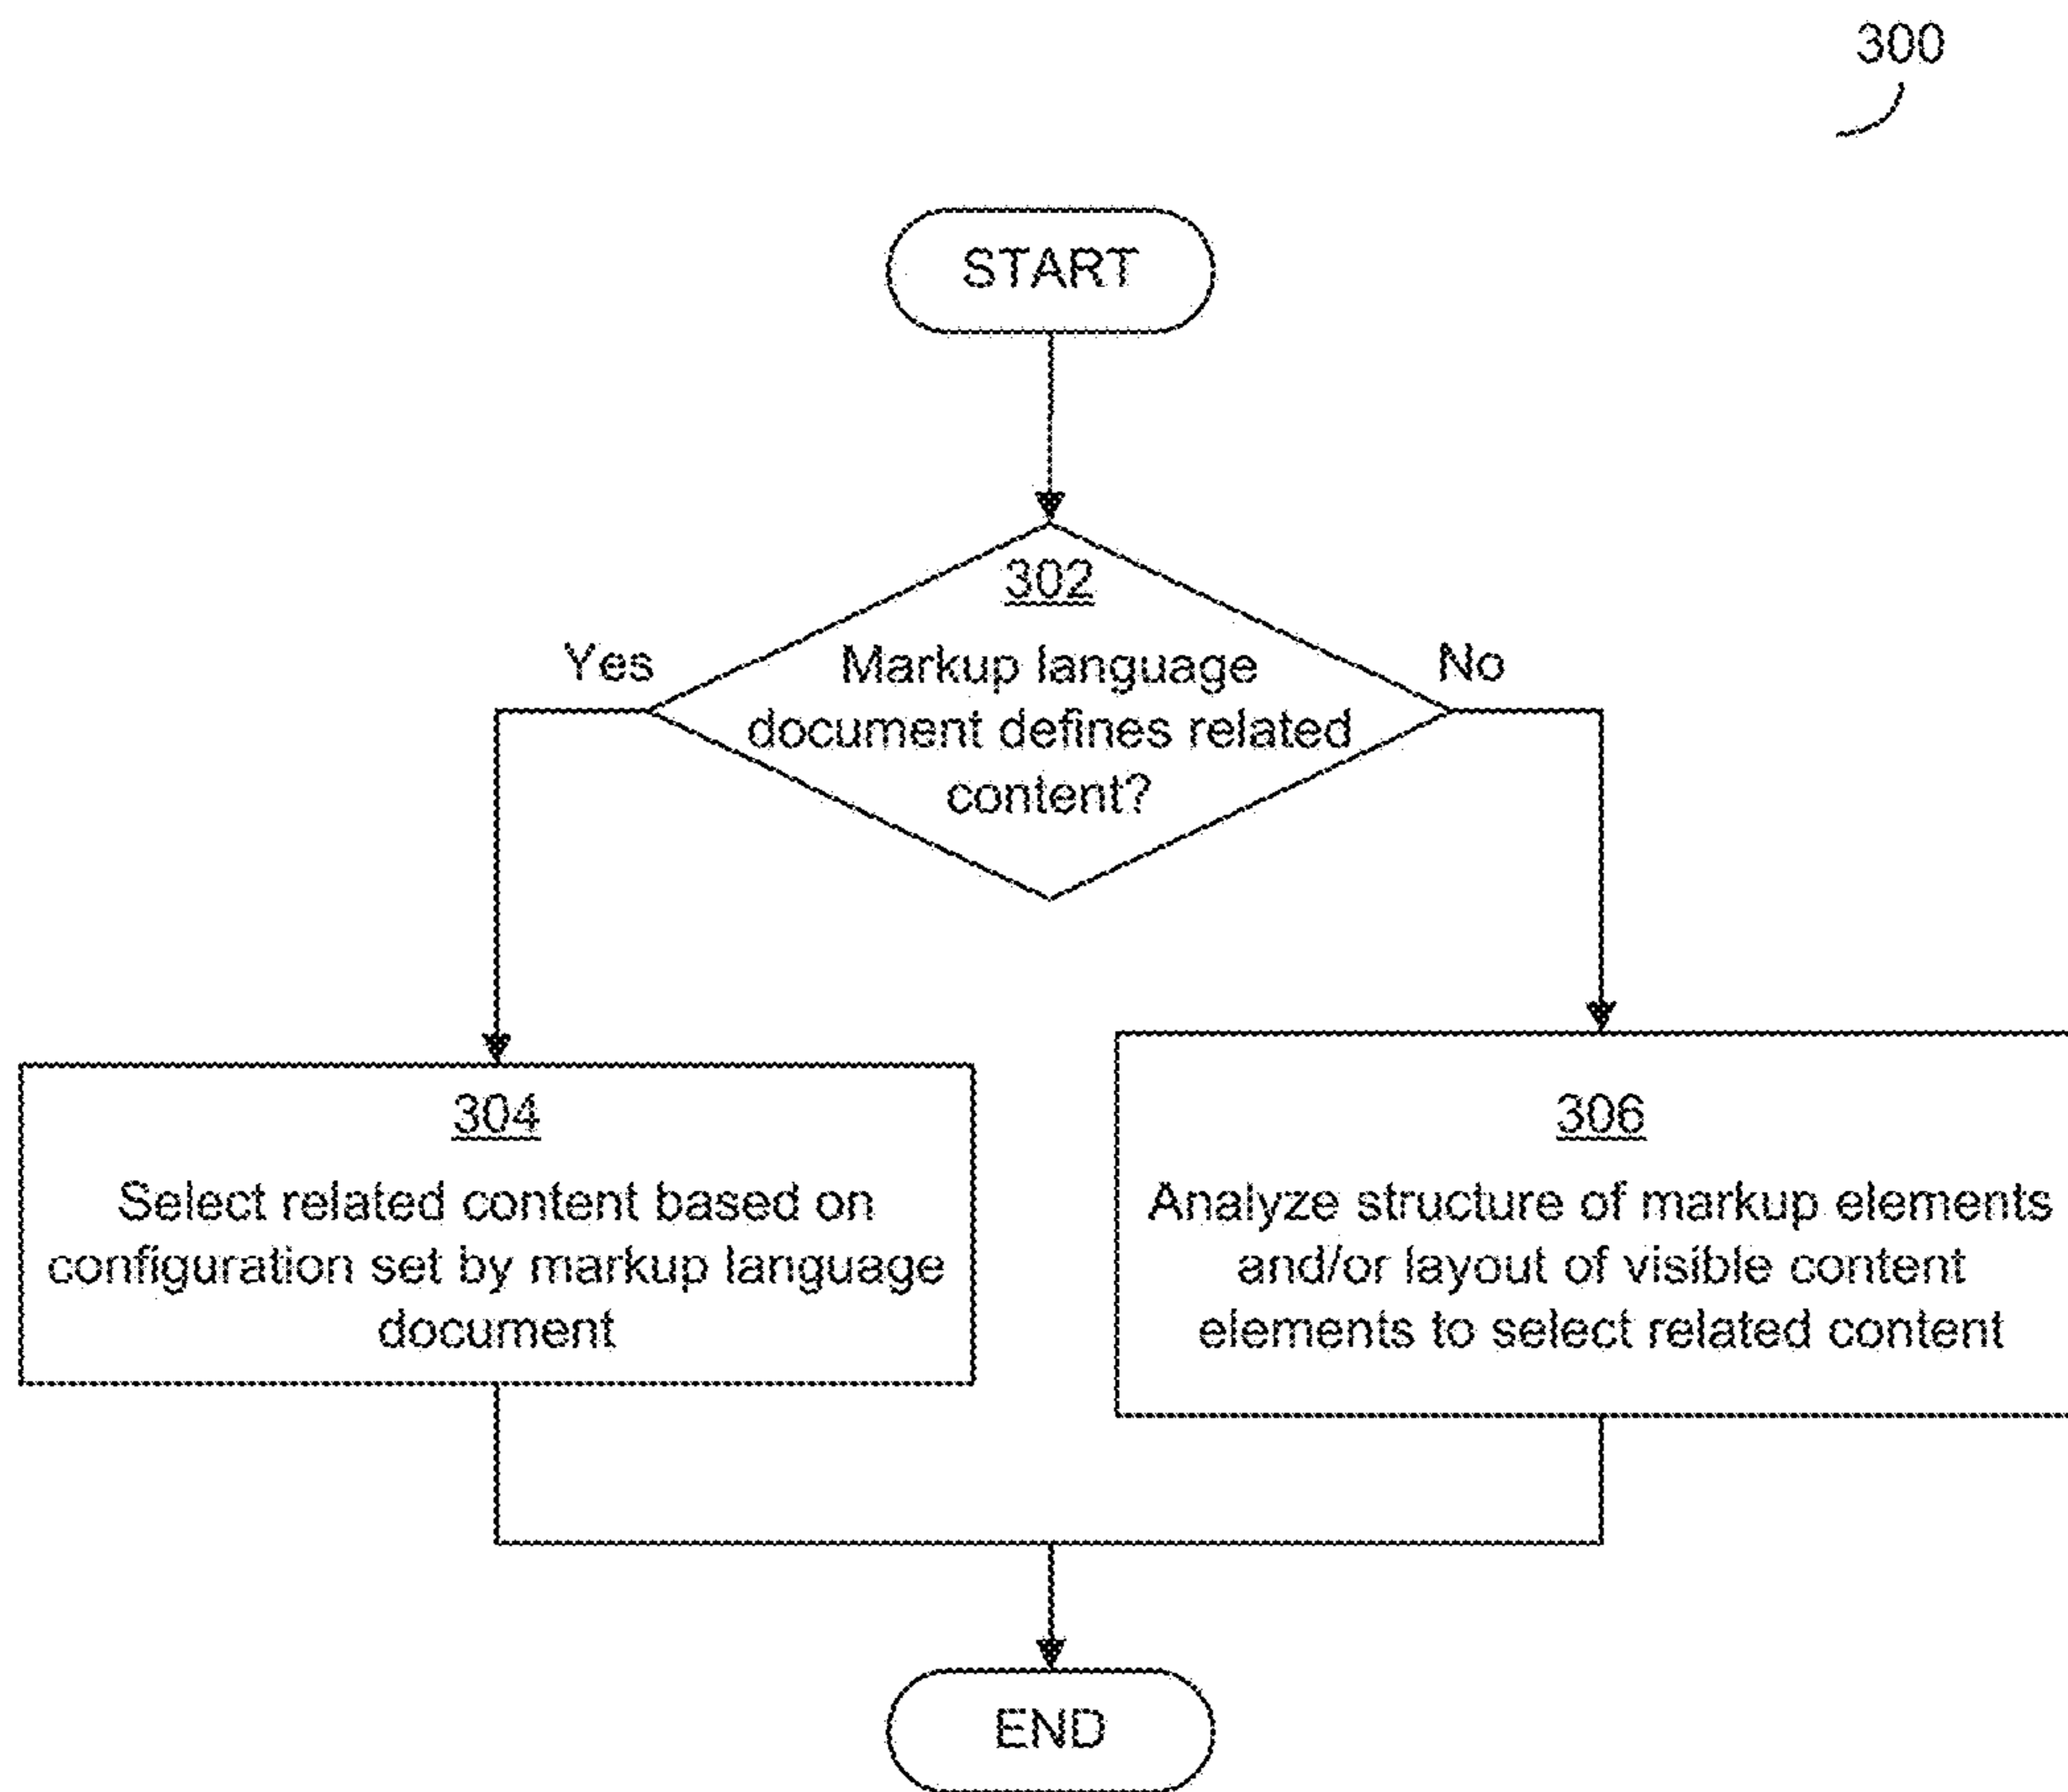 300
START
302
Yes
Markup language
No
document defines related
content?
304
Select related content based on
configuration set by markup language
document
306
Analyze structure of markup elements
and/or layout of visible content
elements to select related content
END